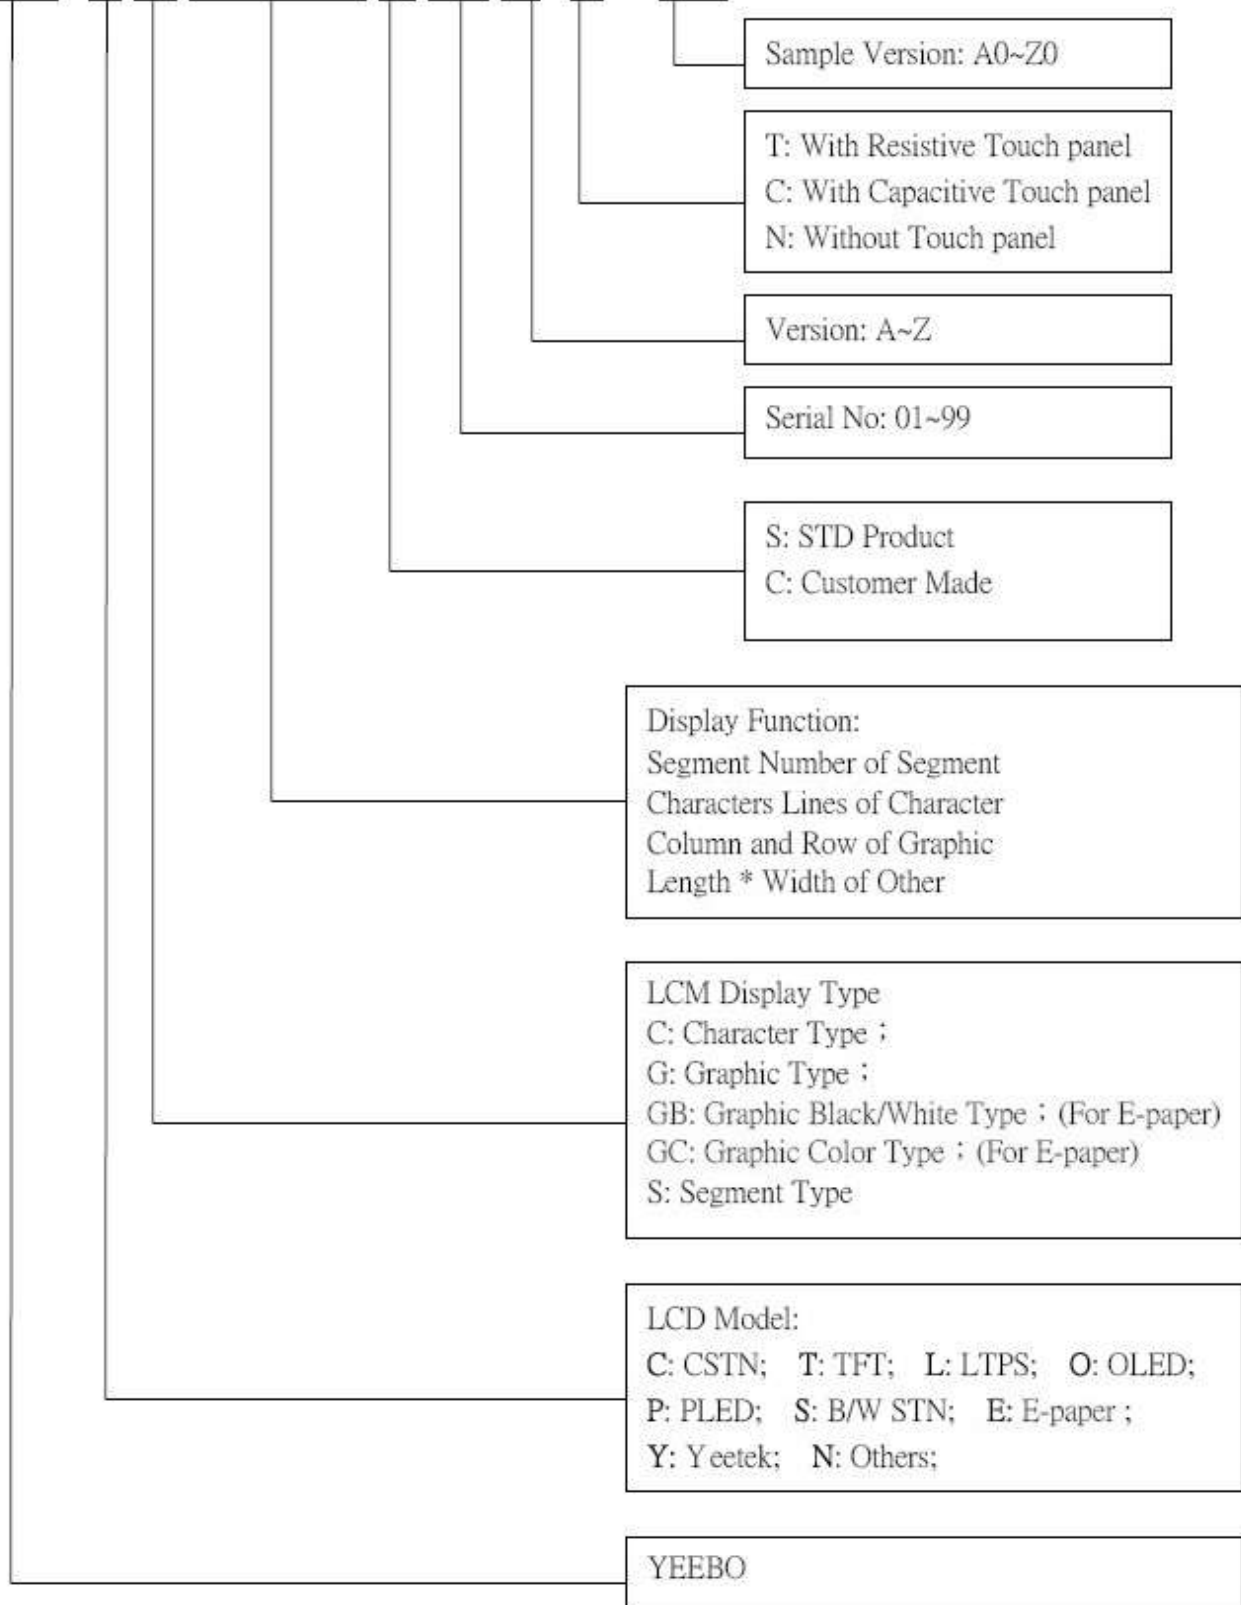 Sample Version: A0~Z0
T: With Resistive Touch panel
C: With Capacitive Touch panel
N: Without Touch panel
Version: A~Z
Serial No: 01~99
S: STD Product
C: Customer Made
Display Function:
Segment Number of Segment
Characters Lines of Character
Column and Row of Graphic
Length * Width of Other
LCM Display Type
C: Character Type；
G: Graphic Type；
GB: Graphic Black/White Type；(For E-paper)
GC: Graphic Color Type；(For E-paper)
S: Segment Type
LCD Model:
C: CSTN; T: TFT; L: LTPS; O: OLED;
P: PLED; S: B/W STN; E: E-paper ;
Y: Yeetek; N: Others;
YEEBO